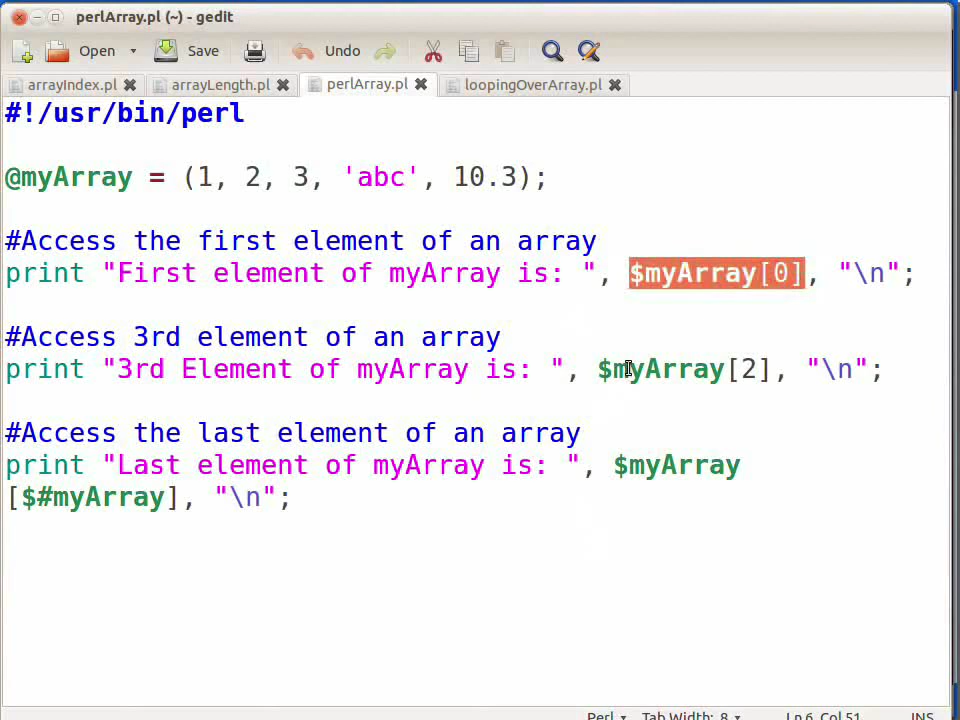 perlArray.pl (~) - gedit
Open Save Undo
arrayIndex.pl arrayLength.pl perlArray.pl loopingOverArray.pl
#!/usr/bin/perl
@myArray = (1, 2, 3, 'abc', 10.3);
#Access the first element of an array
print "First element of myArray is: ", $myArray[0], "\n";
#Access 3rd element of an array
print "3rd Element of myArray is: ", $myArray[2], "\n";
#Access the last element of an array
print "Last element of myArray is: ", $myArray
[$#myArray], "\n";
Perl Tab Width: 8 Ln 6, Col 51 INS